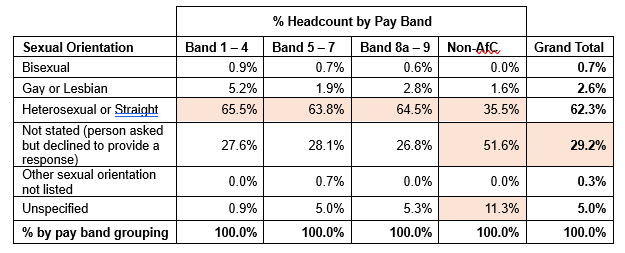 % Headcount by Pay Band
Sexual Orientation Band 1 – 4 Band 5 – 7 Band 8a – 9 Non-AfC Grand Total
Bisexual 0.9% 0.7% 0.6% 0.0% 0.7%
Gay or Lesbian 5.2% 1.9% 2.8% 1.6% 2.6%
Heterosexual or Straight 65.5% 63.8% 64.5% 35.5% 62.3%
Not stated (person asked
but declined to provide a
response) 27.6% 28.1% 26.8% 51.6% 29.2%
Other sexual orientation
not listed 0.0% 0.7% 0.0% 0.0% 0.3%
Unspecified 0.9% 5.0% 5.3% 11.3% 5.0%
% by pay band grouping 100.0% 100.0% 100.0% 100.0% 100.0%